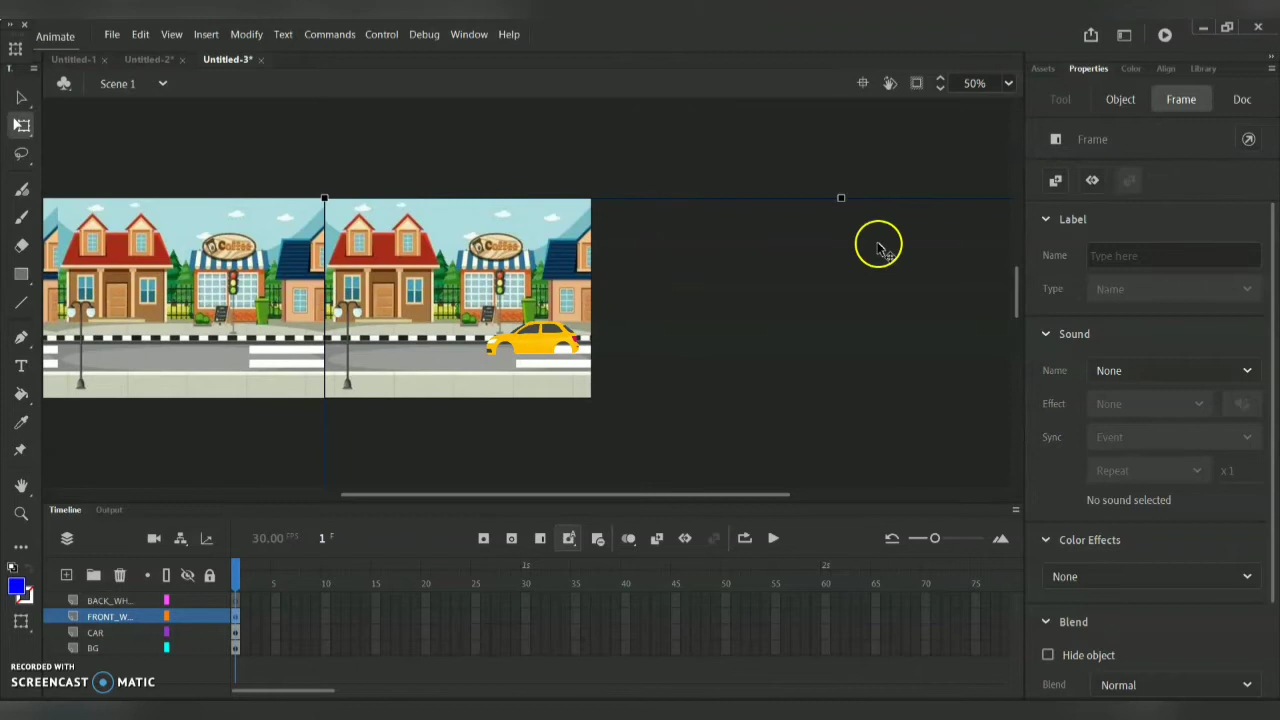 Animate File Edit View Insert Modify Text Commands Control Debug Window Help
Untitled-1 Untitled-2* Untitled-3*
Scene 1 50%
Assets Properties Color Align Library
Tool Object Frame Doc
Frame
Label
Name Type here
Type Name
Sound
Name None
Effect None
Sync Event
Repeat x1
No sound selected
Color Effects
None
Blend
Hide object
Blend Normal
Coffee Coffee
Timeline Output
30.00 FPS 1 F
1s 2s
5 10 15 20 25 30 35 40 45 50 55 60 65 70 75
BACK_WH...
FRONT_W...
CAR
BG
RECORDED WITH
SCREENCAST MATIC